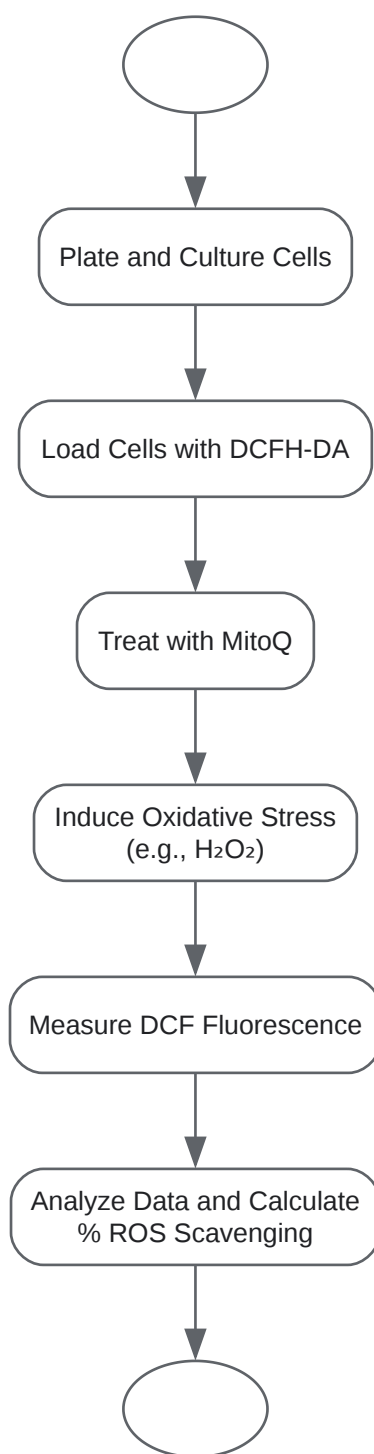 Plate and Culture Cells
Load Cells with DCFH-DA
Treat with MitoQ
Induce Oxidative Stress
(e.g., H₂O₂)
Measure DCF Fluorescence
Analyze Data and Calculate
% ROS Scavenging